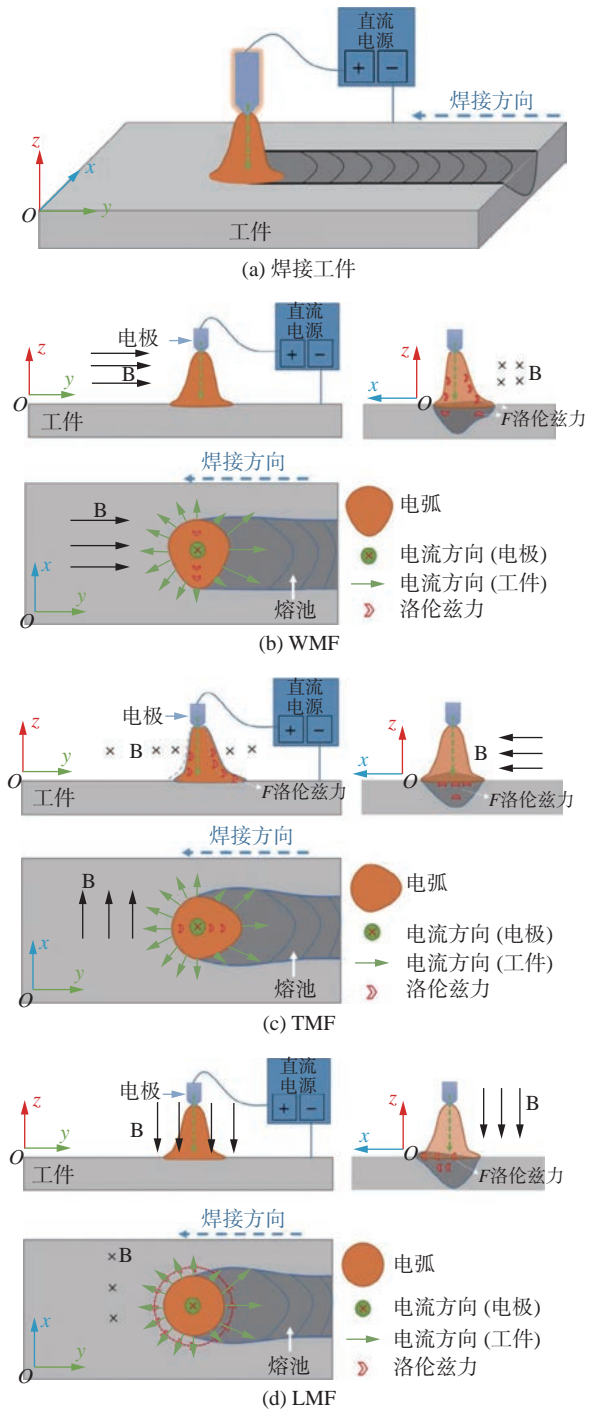 直流
电源
+ −
焊接方向
z
x
O
y
工件
(a) 焊接工件
直流
电源
电极
+ −
z
B
y
O
工件
z
B
x
O
F洛伦兹力
焊接方向
B
x
O
y
熔池
电弧
电流方向 (电极)
电流方向 (工件)
洛伦兹力
(b) WMF
直流
电源
电极
+ −
z
B
y
O
工件
F洛伦兹力
z
B
x
O
F洛伦兹力
焊接方向
B
x
O
y
熔池
电弧
电流方向 (电极)
电流方向 (工件)
洛伦兹力
(c) TMF
直流
电源
电极
+ −
z
B
y
O
工件
z
B
x
O
F洛伦兹力
焊接方向
B
x
O
y
熔池
电弧
电流方向 (电极)
电流方向 (工件)
洛伦兹力
(d) LMF